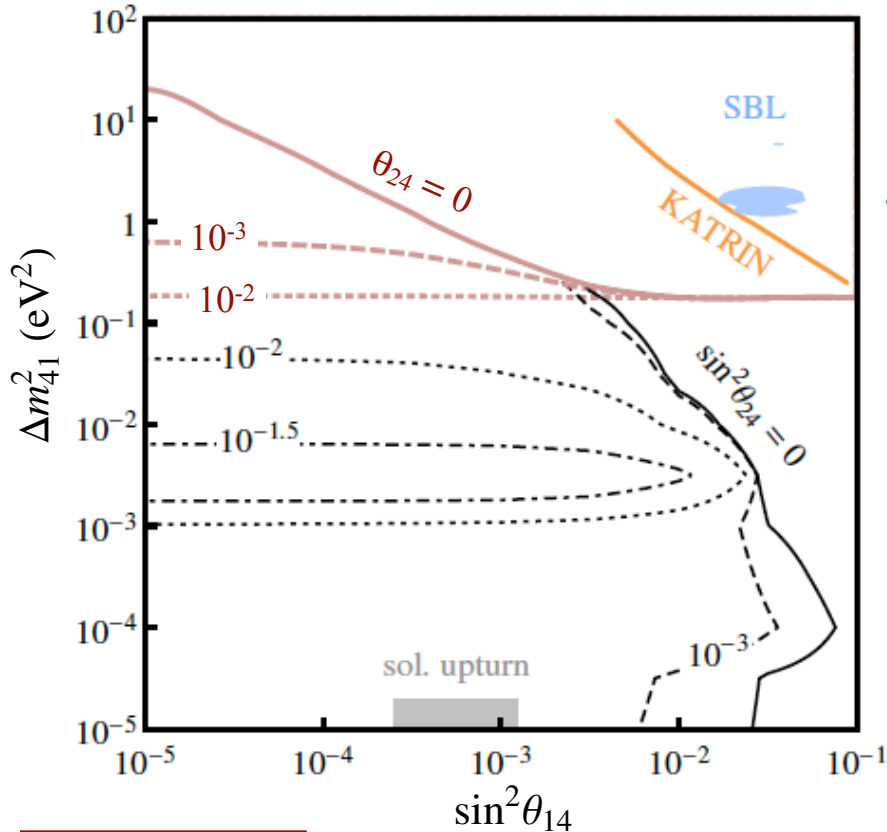 10²
10¹
1
10⁻¹
10⁻²
10⁻³
10⁻⁴
10⁻⁵
Δm²₄₁ (eV²)
SBL
θ₂₄ = 0
KATRIN
10⁻³
10⁻²
10⁻²
sin²θ₂₄ = 0
10⁻¹·⁵
10⁻³
sol. upturn
10⁻⁵ 10⁻⁴ 10⁻³ 10⁻² 10⁻¹
sin²θ₁₄